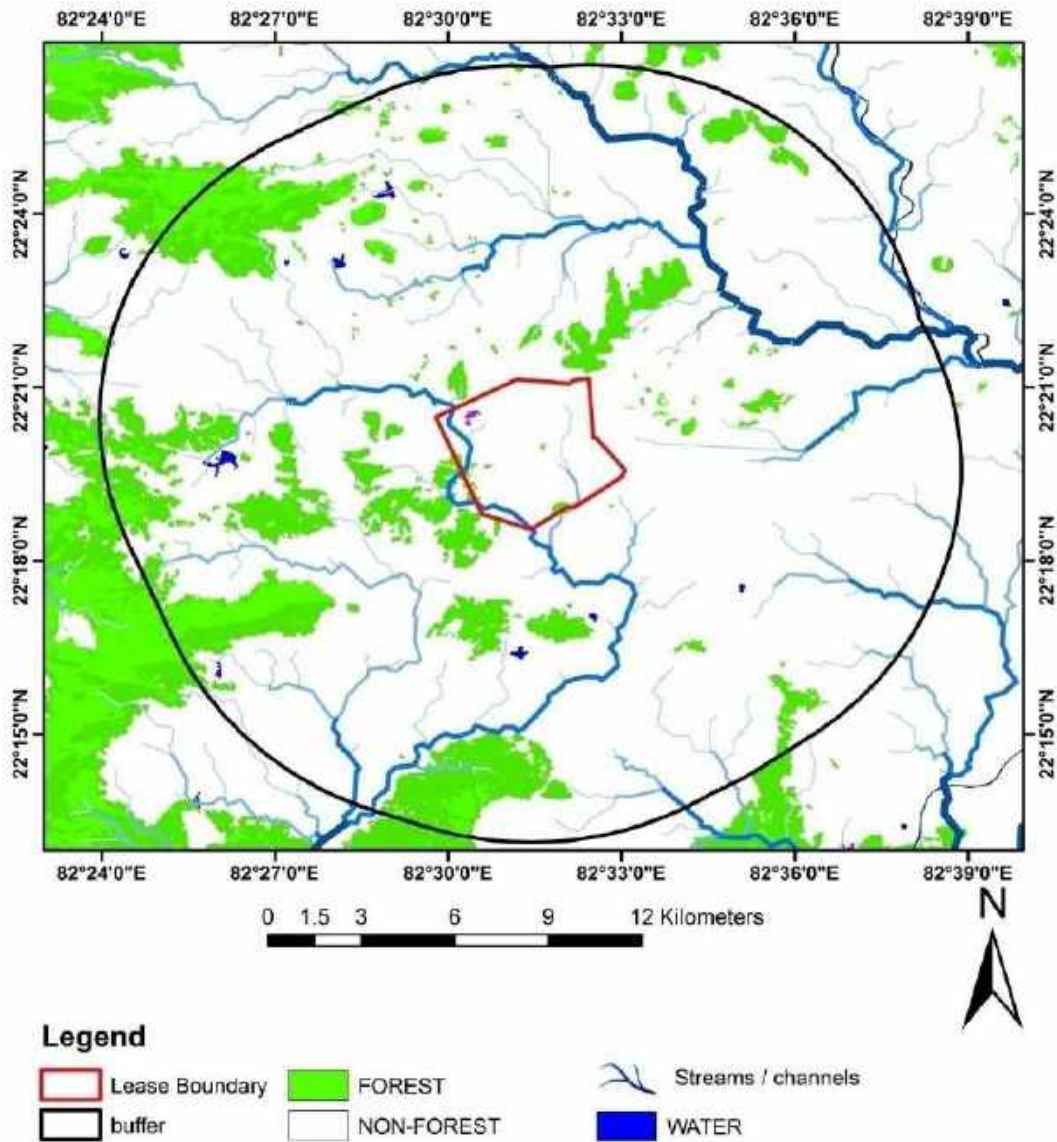 82°24'0"E 82°27'0"E 82°30'0"E 82°33'0"E 82°36'0"E 82°39'0"E
22°24'0"N 22°24'0"N
22°21'0"N 22°21'0"N
22°18'0"N 22°18'0"N
22°15'0"N 22°15'0"N
82°24'0"E 82°27'0"E 82°30'0"E 82°33'0"E 82°36'0"E 82°39'0"E
0 1.5 3 6 9 12 Kilometers
N
Legend
Lease Boundary FOREST Streams / channels
buffer NON-FOREST WATER